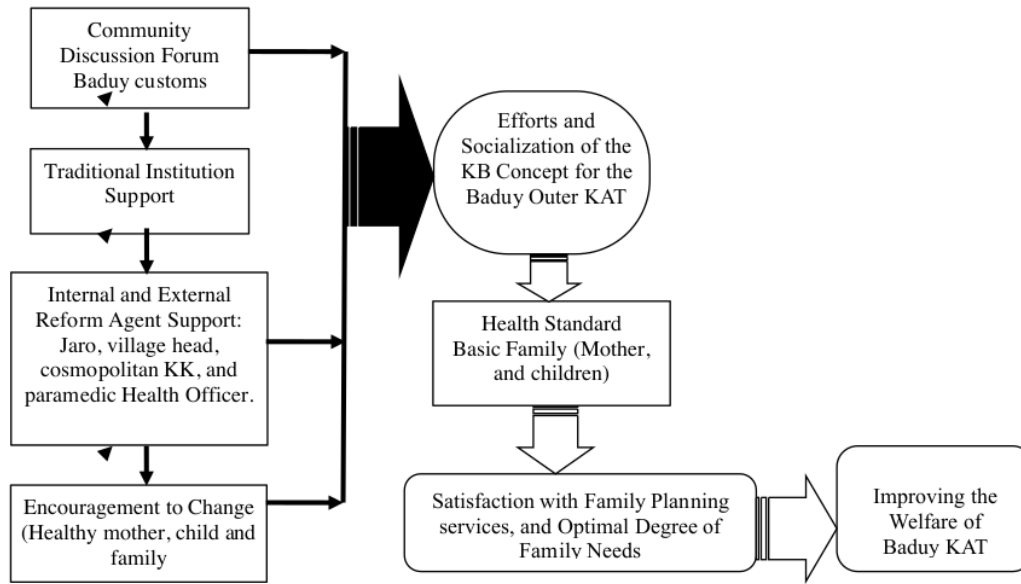 Community
Discussion Forum
Baduy customs
Traditional Institution
Support
Internal and External
Reform Agent Support:
Jaro, village head,
cosmopolitan KK, and
paramedic Health Officer.
Encouragement to Change
(Healthy mother, child and
family
Efforts and
Socialization of the
KB Concept for the
Baduy Outer KAT
Health Standard
Basic Family (Mother,
and children)
Satisfaction with Family Planning
services, and Optimal Degree of
Family Needs
Improving the
Welfare of
Baduy KAT